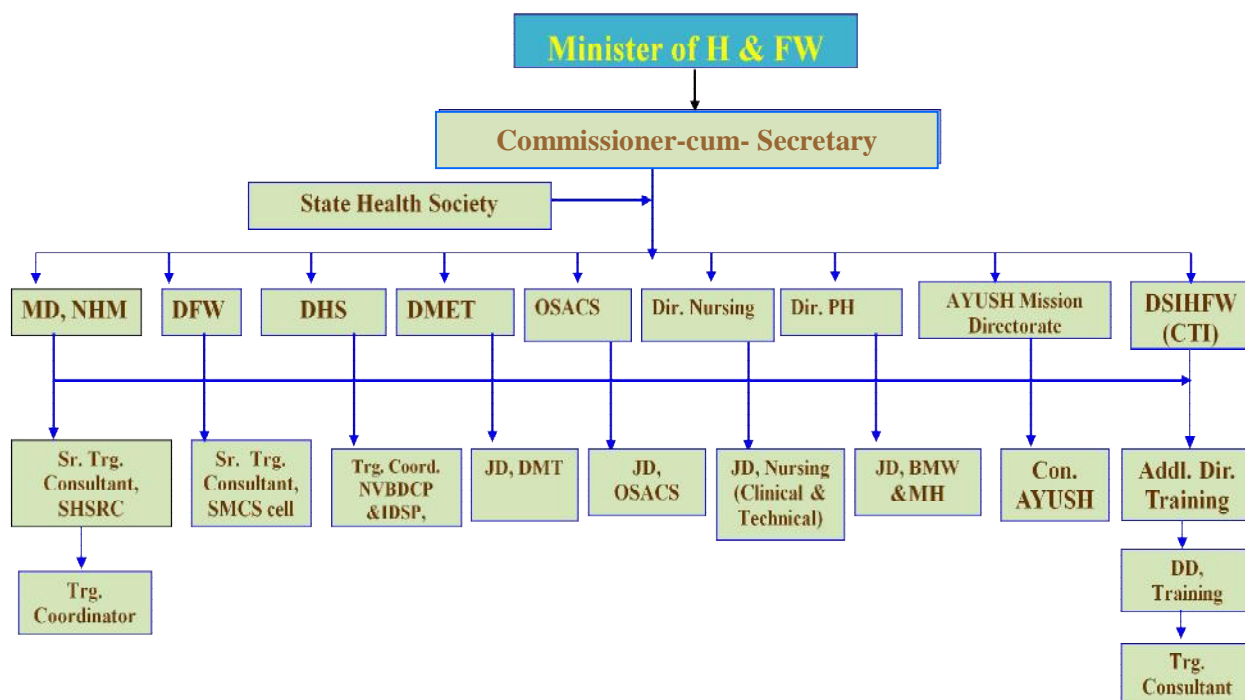 Minister of H & FW
Commissioner-cum- Secretary
State Health Society
MD, NHM
DFW
DHS
DMET
OSACS
Dir. Nursing
Dir. PH
AYUSH Mission
Directorate
DSIHFW
(CTI)
Sr. Trg.
Consultant,
SHSRC
Sr. Trg.
Consultant,
SMCS cell
Trg. Coord.
NVBDCP
&IDSP,
JD, DMT
JD,
OSACS
JD, Nursing
(Clinical &
Technical)
JD, BMW
&MH
Con.
AYUSH
Addl. Dir.
Training
Trg.
Coordinator
DD,
Training
Trg.
Consultant